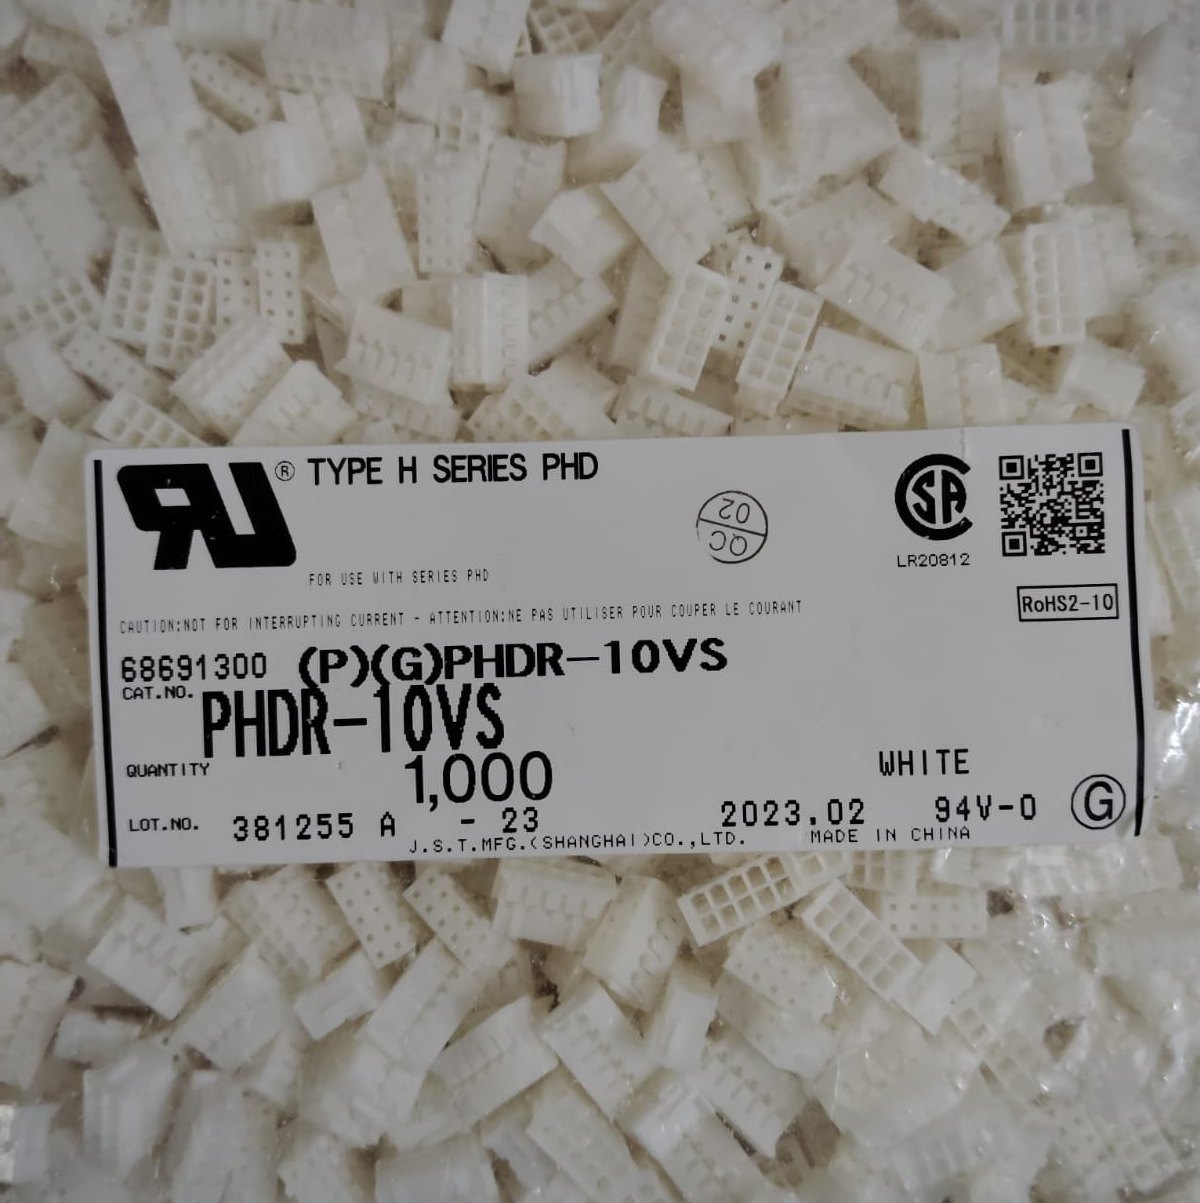 ® TYPE H SERIES PHD
QC 02
CSA
LR20812
FOR USE WITH SERIES PHD
RoHS2-10
CAUTION:NOT FOR INTERRUPTING CURRENT - ATTENTION:NE PAS UTILISER POUR COUPER LE COURANT
68691300 (P)(G)PHDR-10VS
CAT.NO.
PHDR-10VS
QUANTITY 1,000 WHITE
LOT.NO. 381255 A - 23 2023.02 94V-0 G
J.S.T.MFG.(SHANGHAI)CO.,LTD. MADE IN CHINA